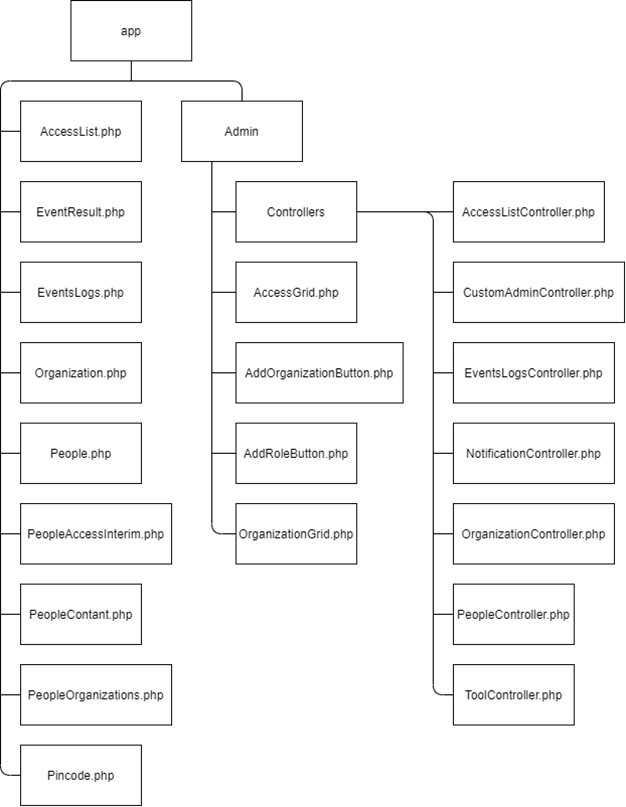 app
AccessList.php
Admin
EventResult.php
Controllers
AccessListController.php
EventsLogs.php
AccessGrid.php
CustomAdminController.php
Organization.php
AddOrganizationButton.php
EventsLogsController.php
People.php
AddRoleButton.php
NotificationController.php
PeopleAccessInterim.php
OrganizationGrid.php
OrganizationController.php
PeopleContant.php
PeopleController.php
PeopleOrganizations.php
ToolController.php
Pincode.php